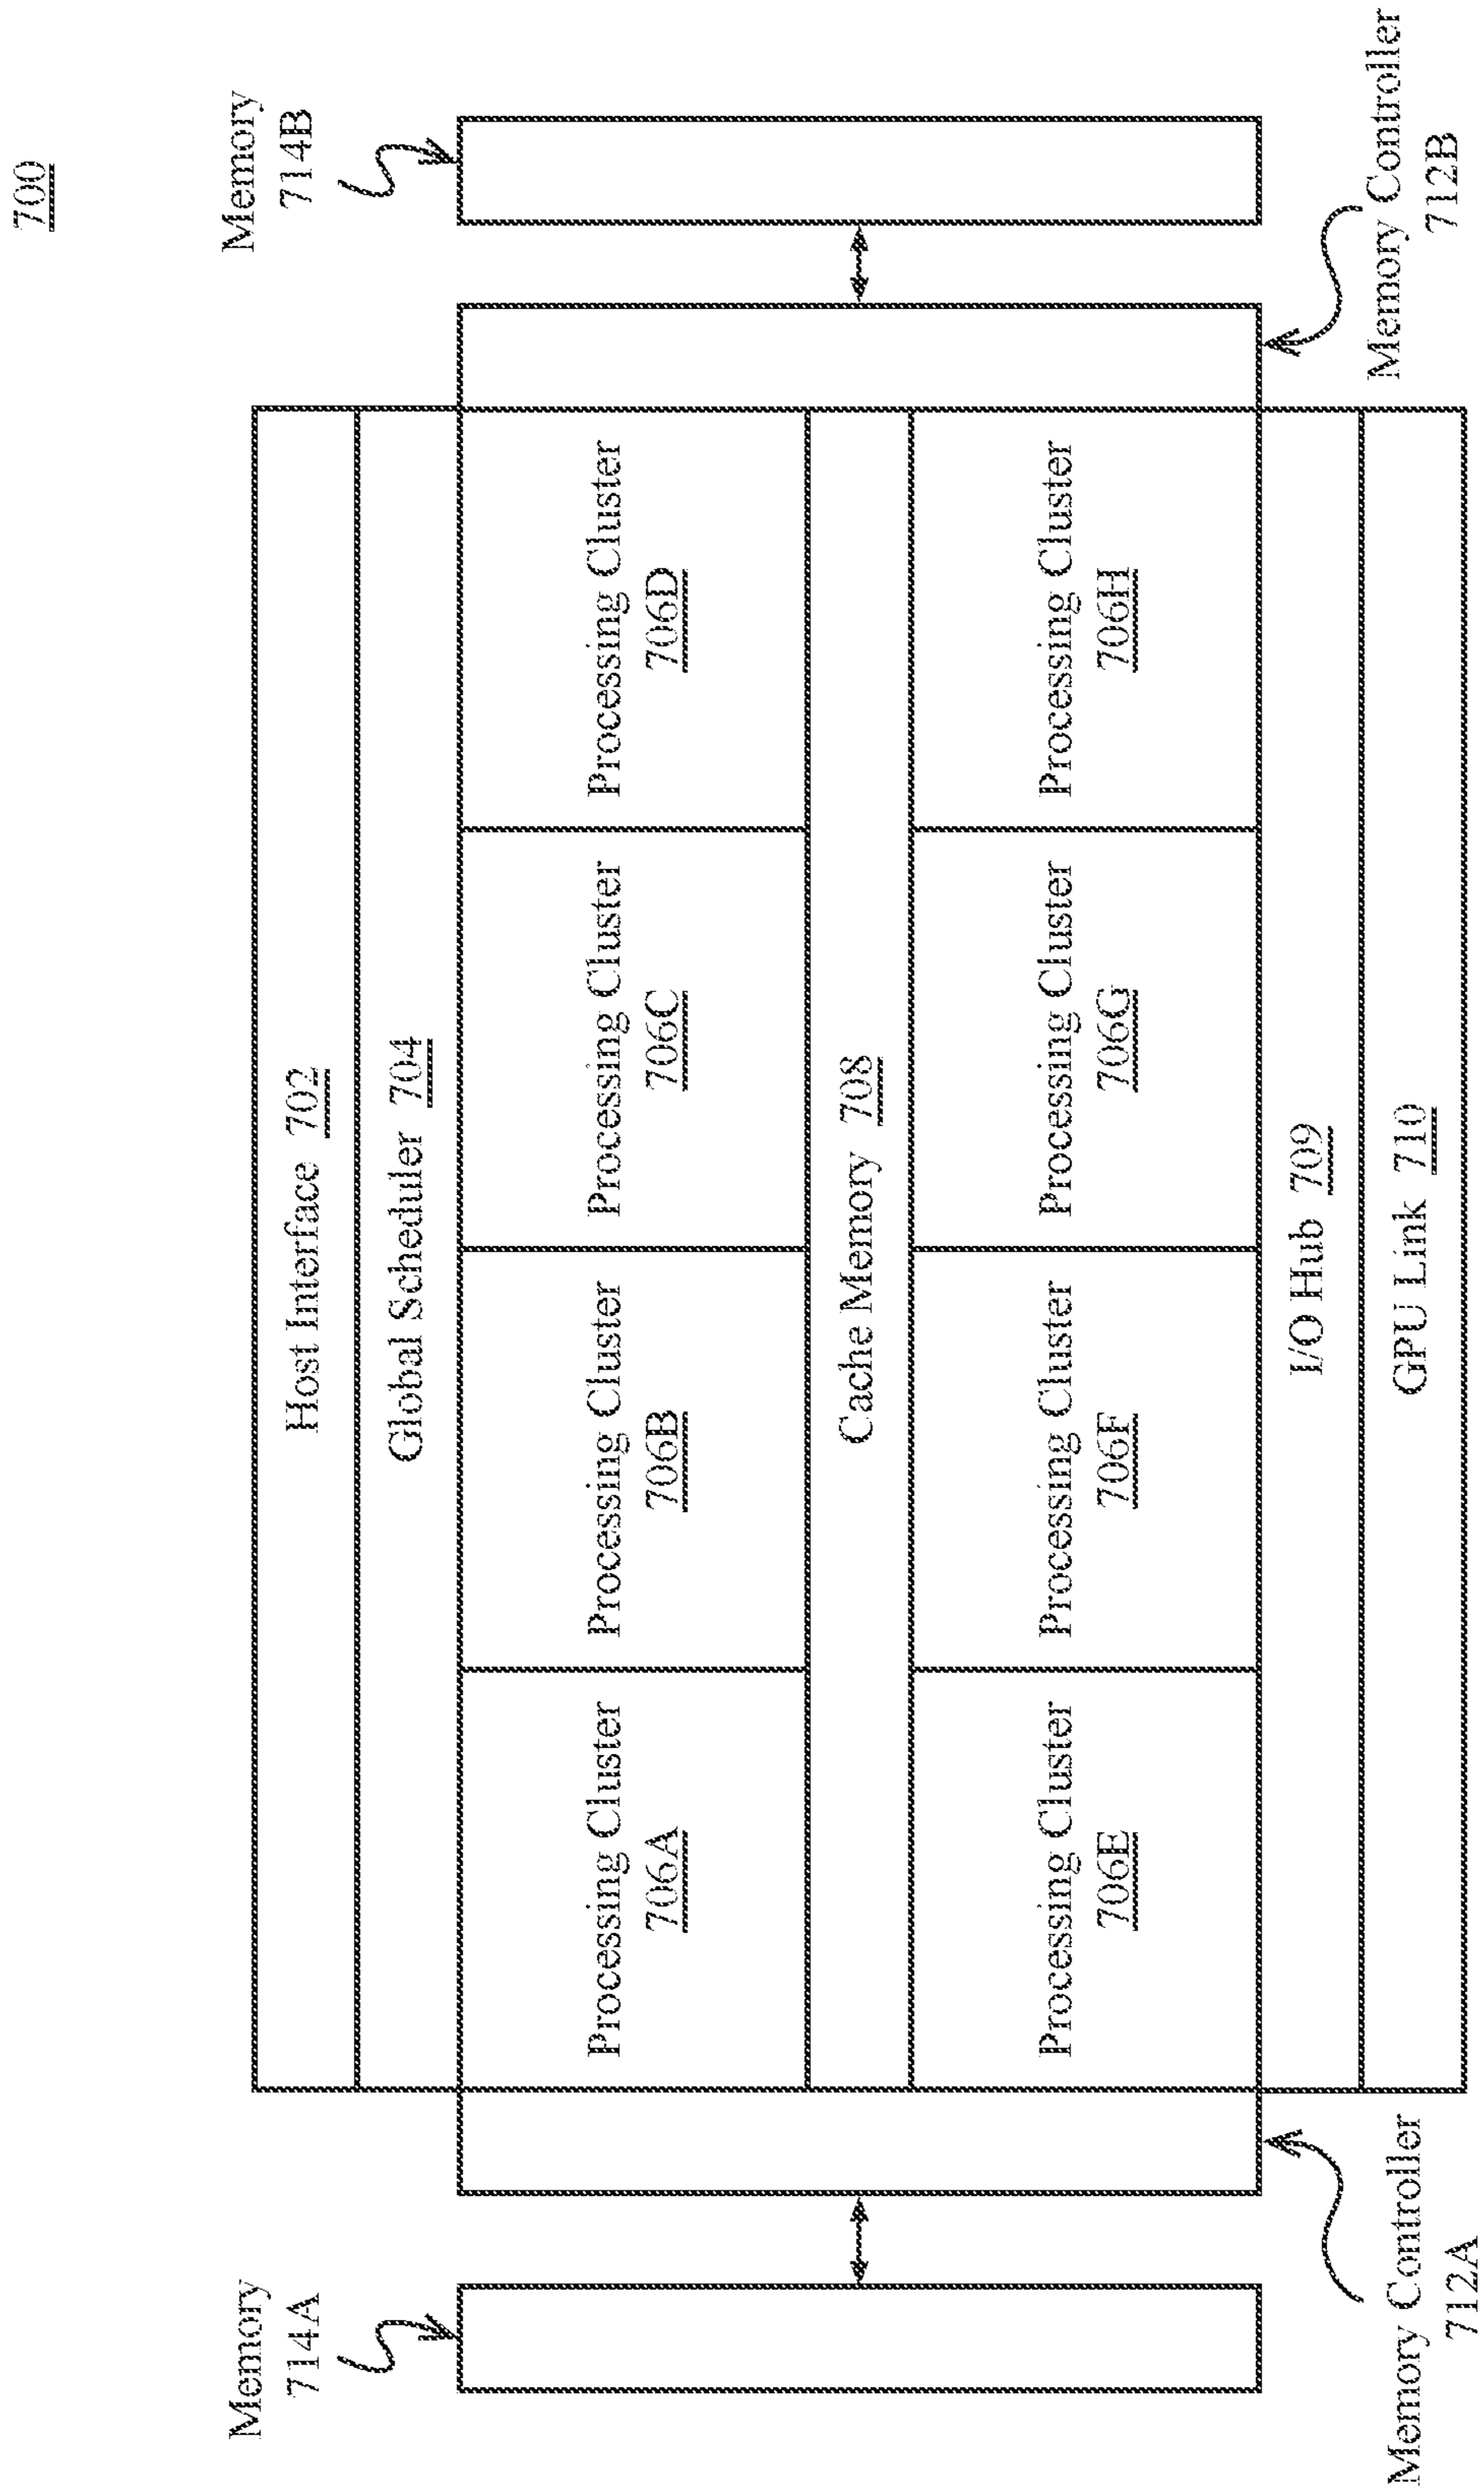 700
Memory
714A
Memory
714B
Host Interface 702
Global Scheduler 704
Processing Cluster
706A
Processing Cluster
706B
Processing Cluster
706C
Processing Cluster
706D
Cache Memory 708
Processing Cluster
706E
Processing Cluster
706F
Processing Cluster
706G
Processing Cluster
706H
I/O Hub 709
GPU Link 710
Memory Controller
712A
Memory Controller
712B